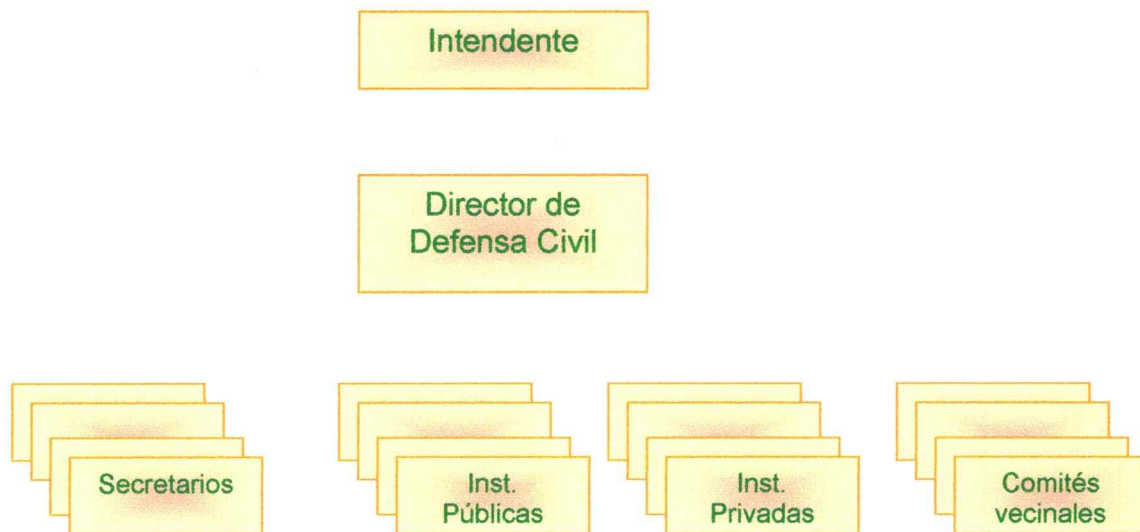 Intendente
Director de
Defensa Civil
Secretarios
Inst.
Públicas
Inst.
Privadas
Comités
vecinales